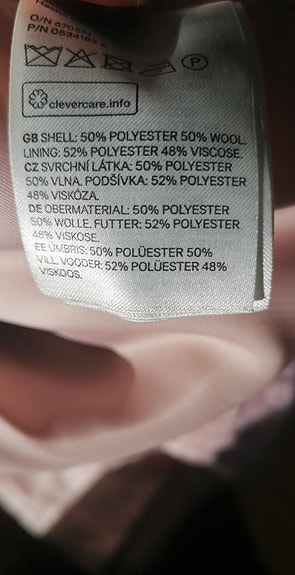 P
clevercare.info
GB SHELL: 50% POLYESTER 50% WOOL.
LINING: 52% POLYESTER 48% VISCOSE.
CZ SVRCHNÍ LÁTKA: 50% POLYESTER
50% VLNA. PODŠÍVKA: 52% POLYESTER
48% VISKÓZA.
DE OBERMATERIAL: 50% POLYESTER
50% WOLLE. FUTTER: 52% POLYESTER
48% VISKOSE.
EE ÜMBRIS: 50% POLÜESTER 50%
VILL. VOODER: 52% POLÜESTER 48%
VISKOOS.